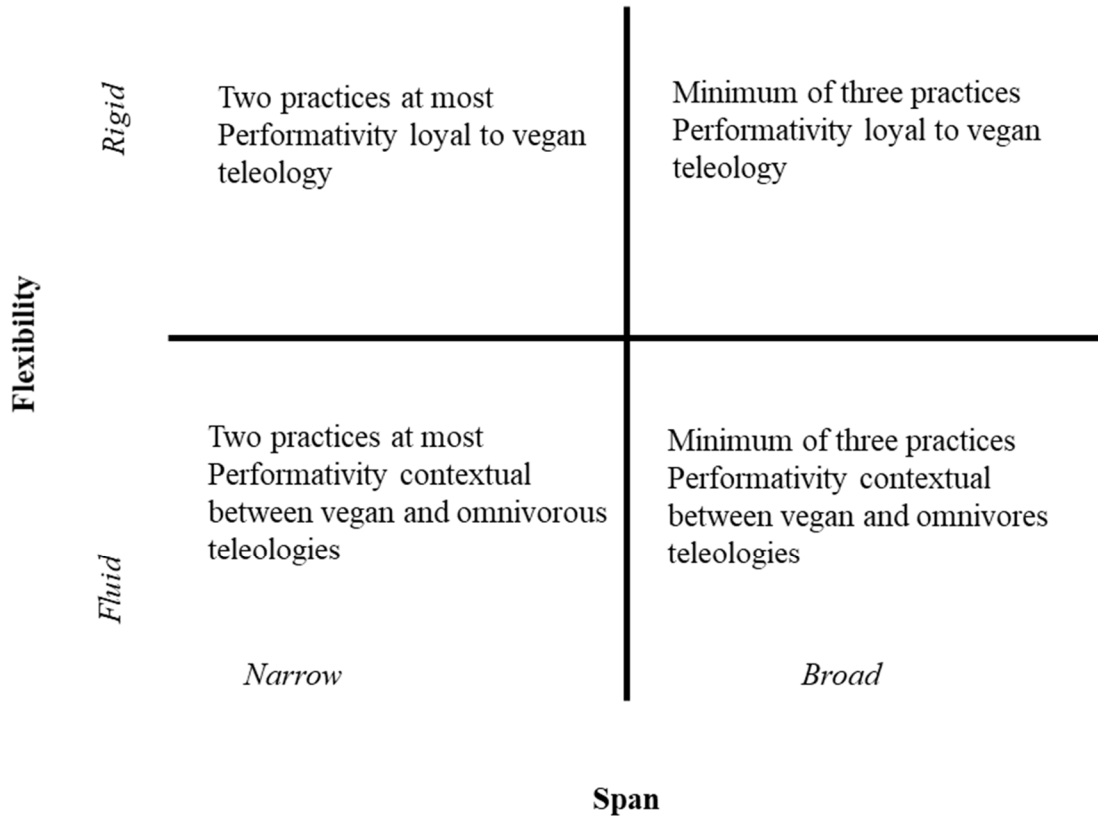 Rigid
Two practices at most
Performativity loyal to vegan
teleology
Minimum of three practices
Performativity loyal to vegan
teleology
Flexibility
Two practices at most
Performativity contextual
between vegan and omnivorous
teleologies
Minimum of three practices
Performativity contextual
between vegan and omnivores
teleologies
Fluid
Narrow
Broad
Span